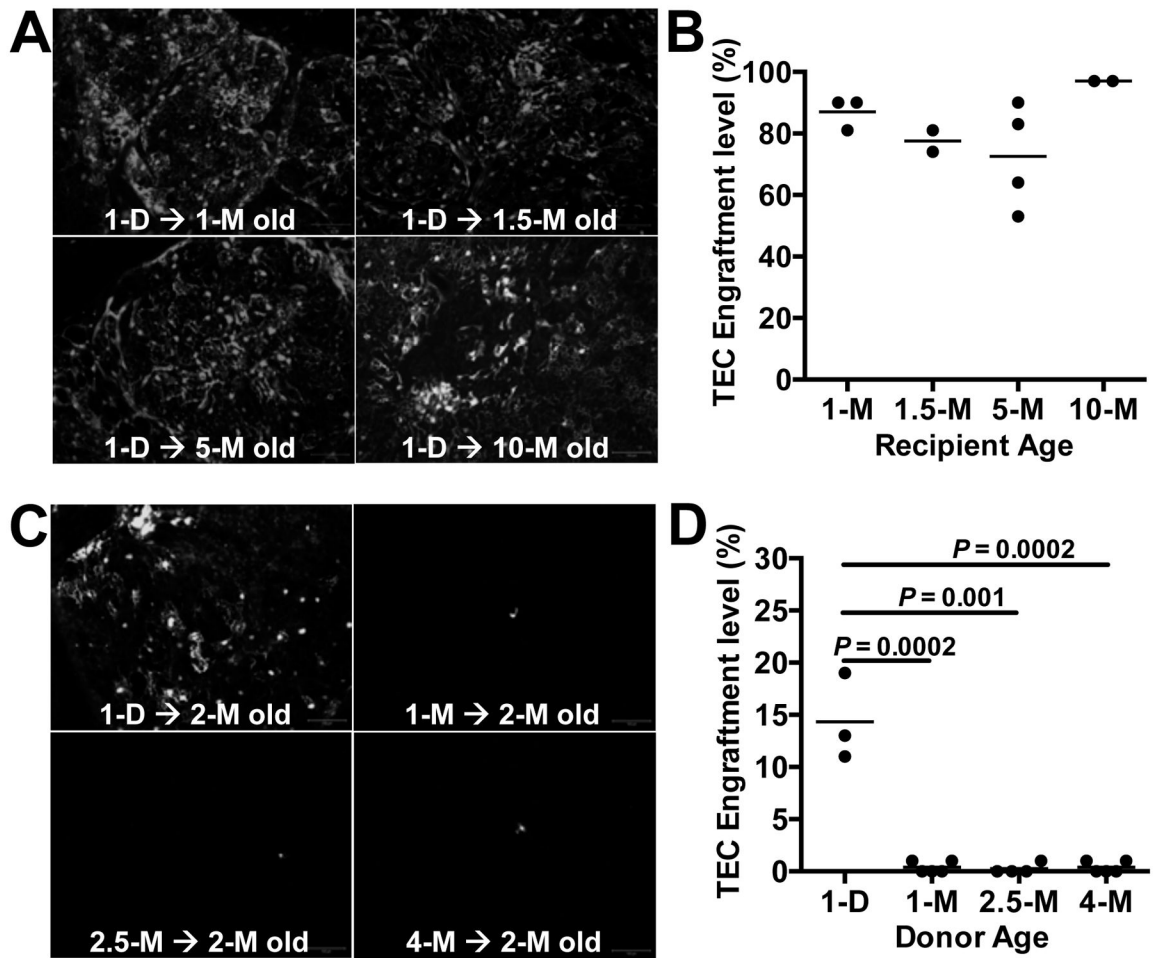 A
1-D → 1-M old
1-D → 1.5-M old
1-D → 5-M old
1-D → 10-M old
B
TEC Engraftment level (%)
100
80
60
40
20
0
1-M 1.5-M 5-M 10-M
Recipient Age
C
1-D → 2-M old
1-M → 2-M old
2.5-M → 2-M old
4-M → 2-M old
D
TEC Engraftment level (%)
30
25
20
15
10
5
0
P = 0.0002
P = 0.001
P = 0.0002
1-D 1-M 2.5-M 4-M
Donor Age